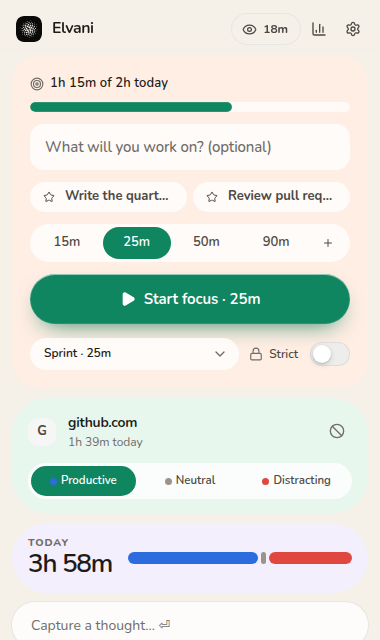 Elvani
18m
1h 15m of 2h today
What will you work on? (optional)
Write the quart...
Review pull req...
15m
25m
50m
90m
+
Start focus · 25m
Sprint · 25m
Strict
G
github.com
1h 39m today
Productive
Neutral
Distracting
TODAY
3h 58m
Capture a thought... ⏎